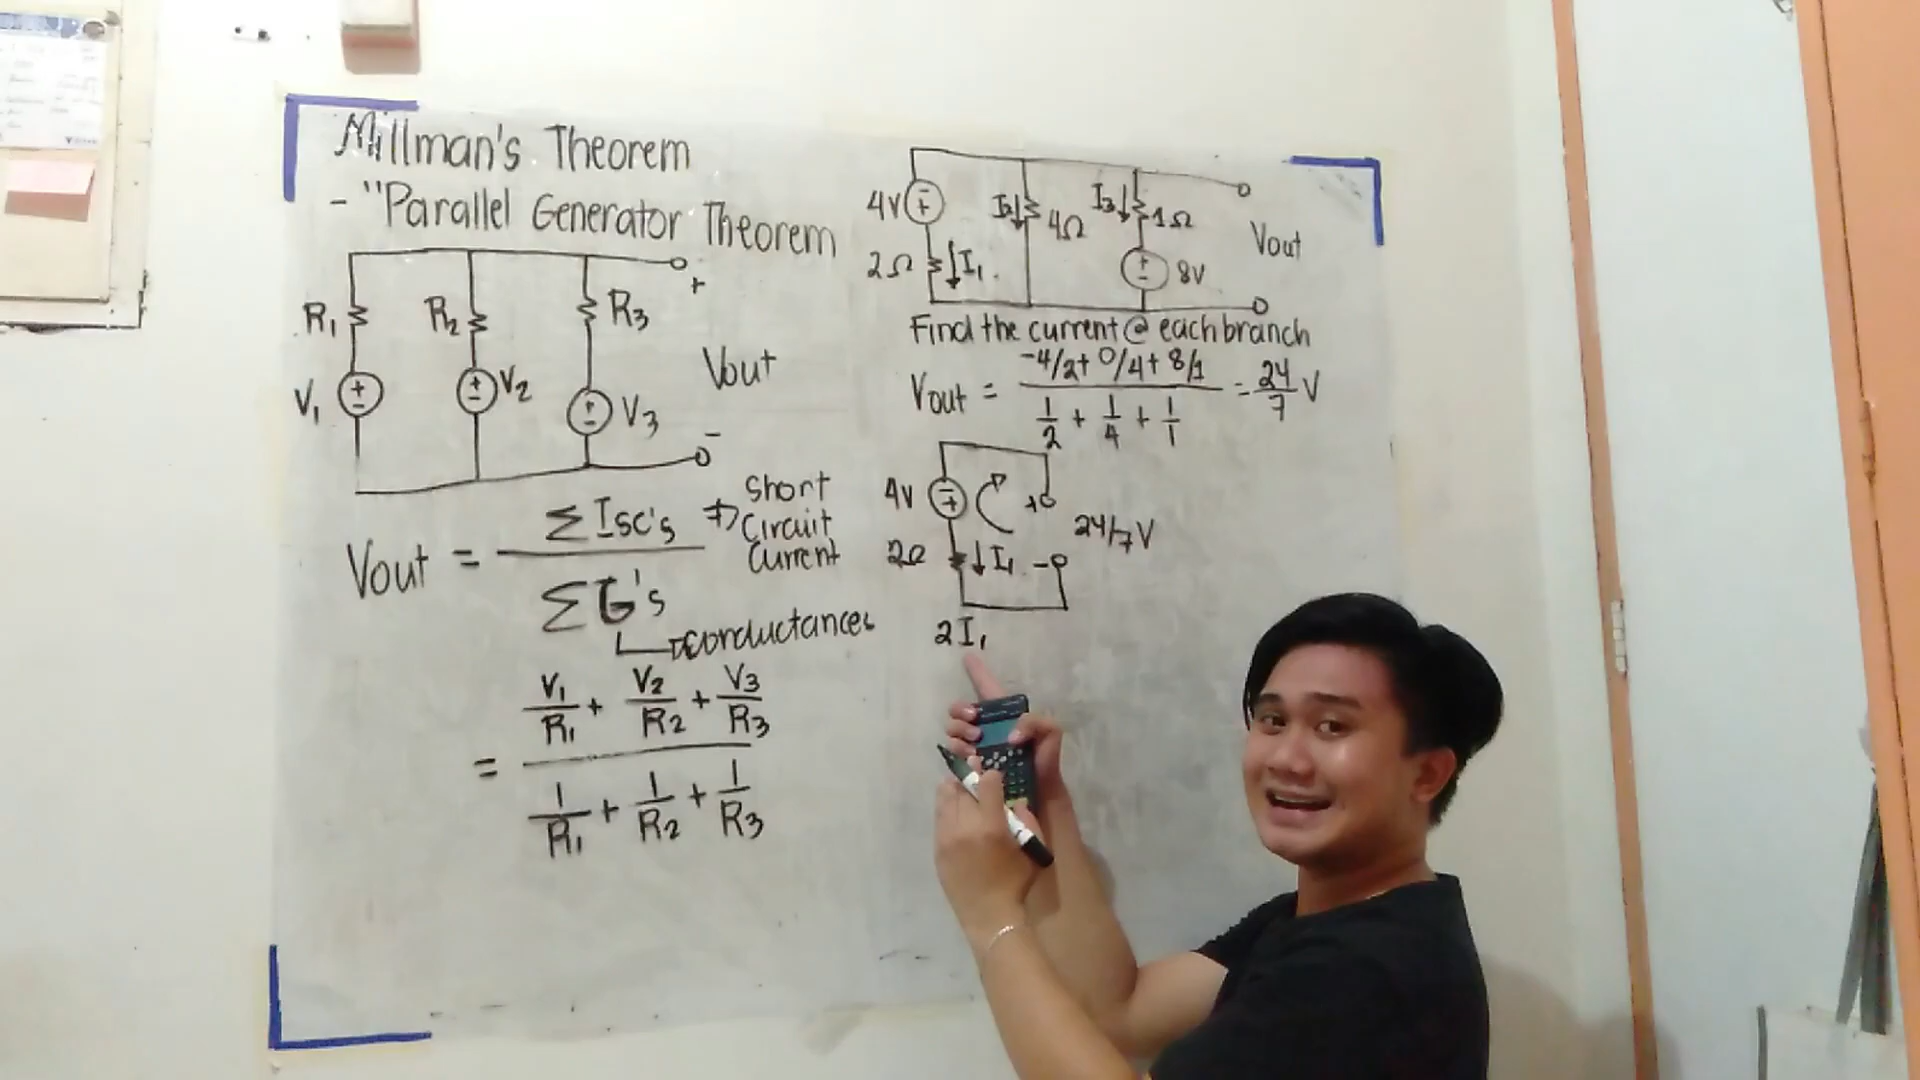 Millman's Theorem
- "Parallel Generator Theorem
R1
R2
R3
+
V1
+
-
+
-
V2
+
-
V3
Vout
-
Vout = ΣIsc's / ΣG's
Short
Circuit
Current
conductances
= V1/R1 + V2/R2 + V3/R3
1/R1 + 1/R2 + 1/R3
4V
-
+
2Ω
I1
I2
4Ω
I3
1Ω
+
-
8V
Vout
Find the current @ each branch
Vout = -4/2 + 0/4 + 8/1 = 24/7 V
1/2 + 1/4 + 1/1
4V
-
+
+
24/7 V
2Ω
I1
-
2I1